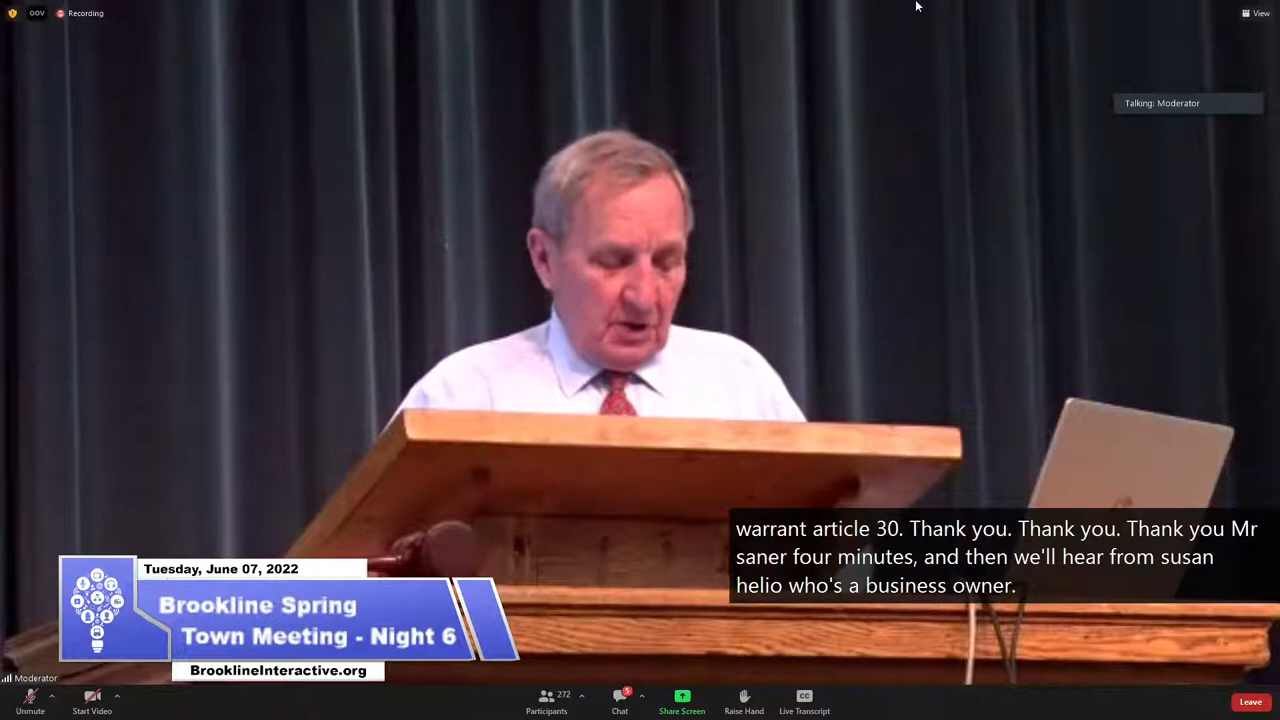 GOV
Recording
View
Talking: Moderator
warrant article 30. Thank you. Thank you. Thank you Mr
saner four minutes, and then we'll hear from susan
helio who's a business owner.
Tuesday, June 07, 2022
Brookline Spring
Town Meeting - Night 6
BrooklineInteractive.org
Moderator
Unmute
Start Video
272
Participants
5
Chat
Share Screen
Raise Hand
CC
Live Transcript
Leave